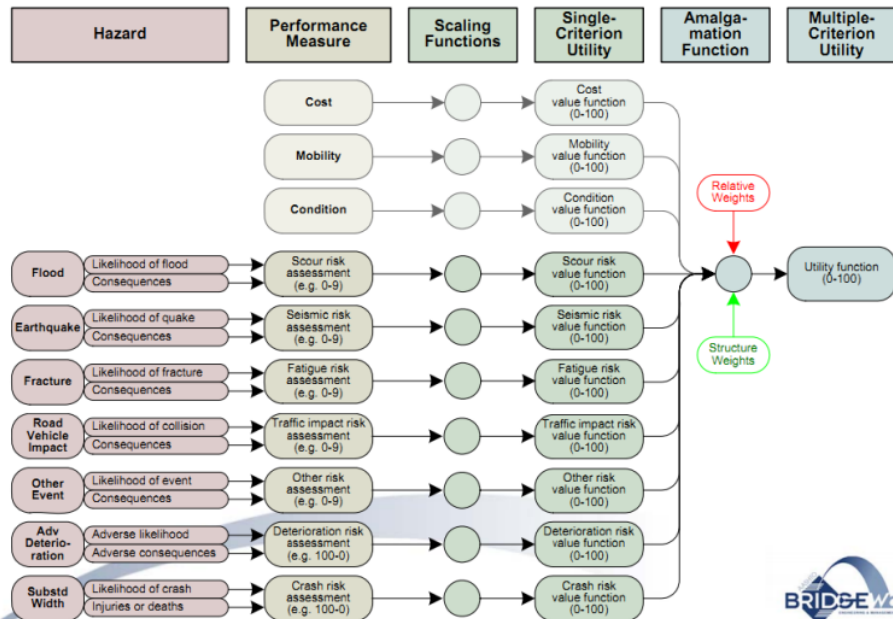 Hazard
Performance
Measure
Scaling
Functions
Single-
Criterion
Utility
Amalga-
mation
Function
Multiple-
Criterion
Utility
Cost
Cost
value function
(0-100)
Mobility
Mobility
value function
(0-100)
Condition
Condition
value function
(0-100)
Relative
Weights
Flood
Likelihood of flood
Consequences
Scour risk
assessment
(e.g. 0-9)
Scour risk
value function
(0-100)
Utility function
(0-100)
Earthquake
Likelihood of quake
Consequences
Seismic risk
assessment
(e.g. 0-9)
Seismic risk
value function
(0-100)
Structure
Weights
Fracture
Likelihood of fracture
Consequences
Fatigue risk
assessment
(e.g. 0-9)
Fatigue risk
value function
(0-100)
Road
Vehicle
Impact
Likelihood of collision
Consequences
Traffic impact risk
assessment
(e.g. 0-9)
Traffic impact risk
value function
(0-100)
Other
Event
Likelihood of event
Consequences
Other risk
assessment
(e.g. 0-9)
Other risk
value function
(0-100)
Adv
Deterio-
ration
Adverse likelihood
Adverse consequences
Deterioration risk
assessment
(e.g. 100-0)
Deterioration risk
value function
(0-100)
Substd
Width
Likelihood of crash
Injuries or deaths
Crash risk
assessment
(e.g. 100-0)
Crash risk
value function
(0-100)
BRIDGEW